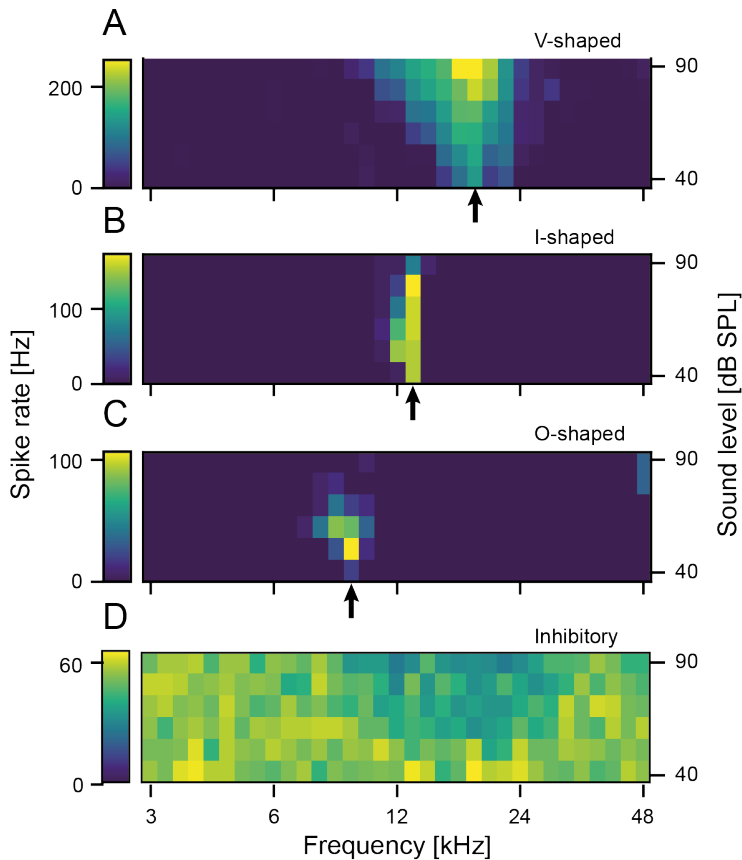 A
V-shaped
200
0
90
40
B
I-shaped
100
0
90
40
C
O-shaped
100
0
90
40
D
Inhibitory
60
0
90
40
3 6 12 24 48
Frequency [kHz]
Spike rate [Hz]
Sound level [dB SPL]